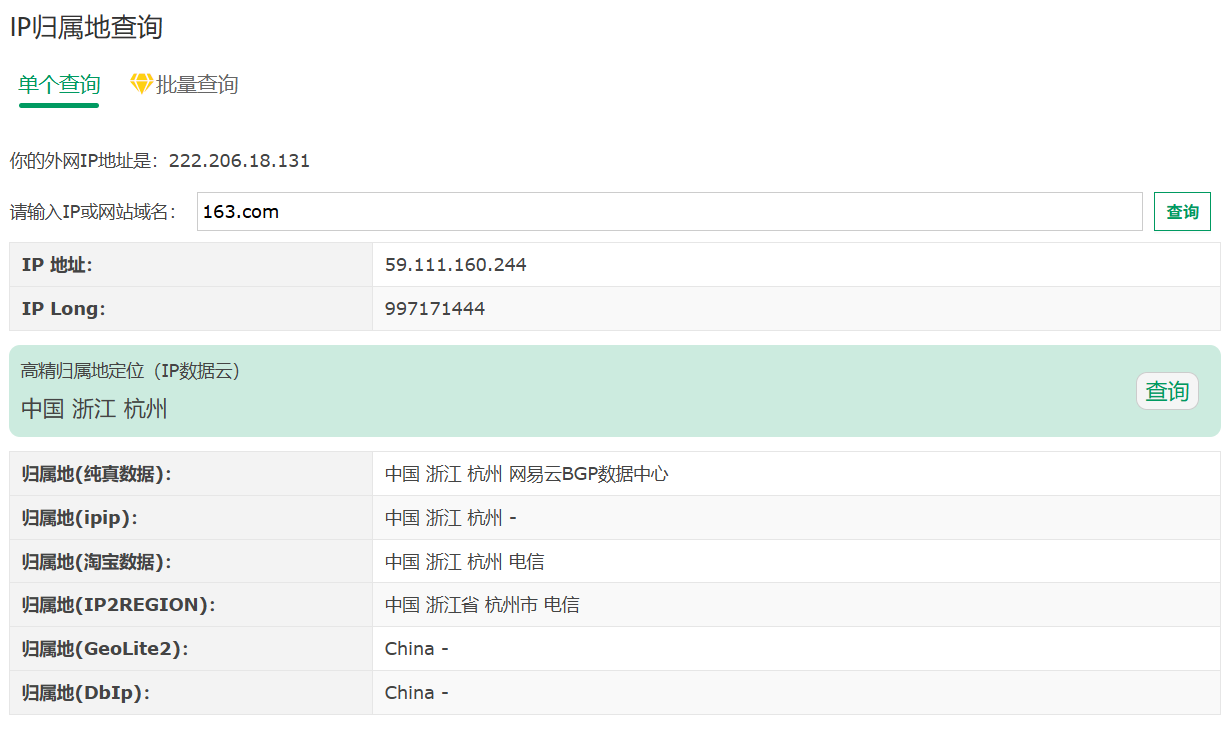 IP归属地查询
单个查询 批量查询
你的外网IP地址是：222.206.18.131
请输入IP或网站域名： 163.com 查询
IP 地址: 59.111.160.244
IP Long: 997171444
高精归属地定位（IP数据云）
中国 浙江 杭州 查询
归属地(纯真数据): 中国 浙江 杭州 网易云BGP数据中心
归属地(ipip): 中国 浙江 杭州 -
归属地(淘宝数据): 中国 浙江 杭州 电信
归属地(IP2REGION): 中国 浙江省 杭州市 电信
归属地(GeoLite2): China -
归属地(DbIp): China -